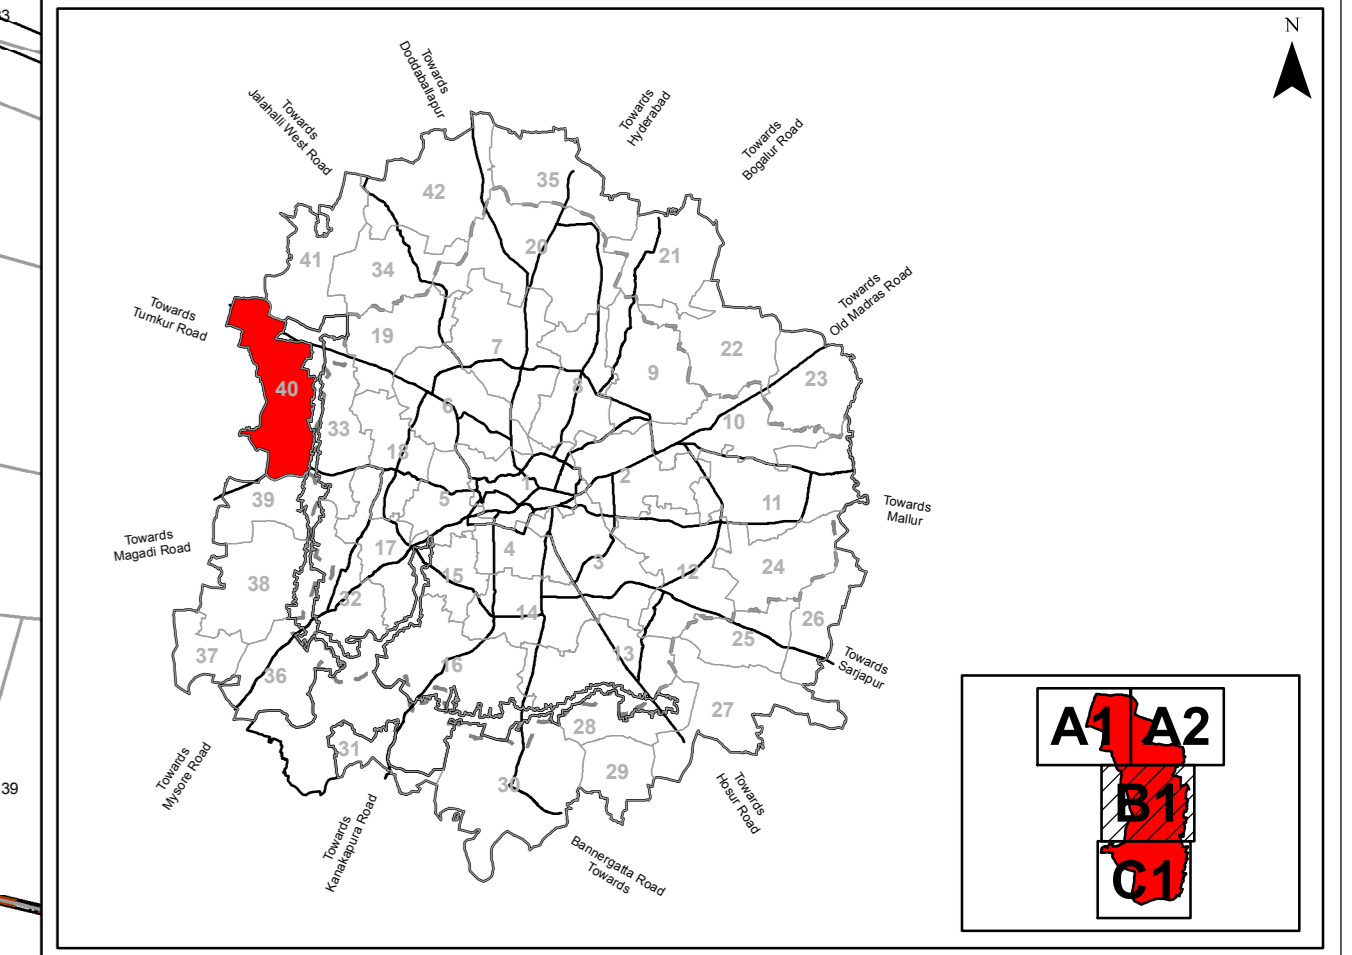 N
Towards
Doddaballapur
Towards
Jalahalli West Road
Towards
Hyderabad
Towards
Bogalur Road
42
35
20
21
41
34
Towards
Old Madras Road
Towards
Tumkur Road
19
7
22
9
8
23
40
6
10
33
18
39
5
1
2
11
Towards
Mallur
Towards
Magadi Road
17
4
3
38
15
12
24
32
14
26
37
36
16
13
25
Towards
Sarjapur
27
28
31
30
29
Towards
Mysore Road
Towards
Kanakapura Road
Bannergatta Road
Towards
Towards
Hosur Road
A1
A2
B1
C1
39